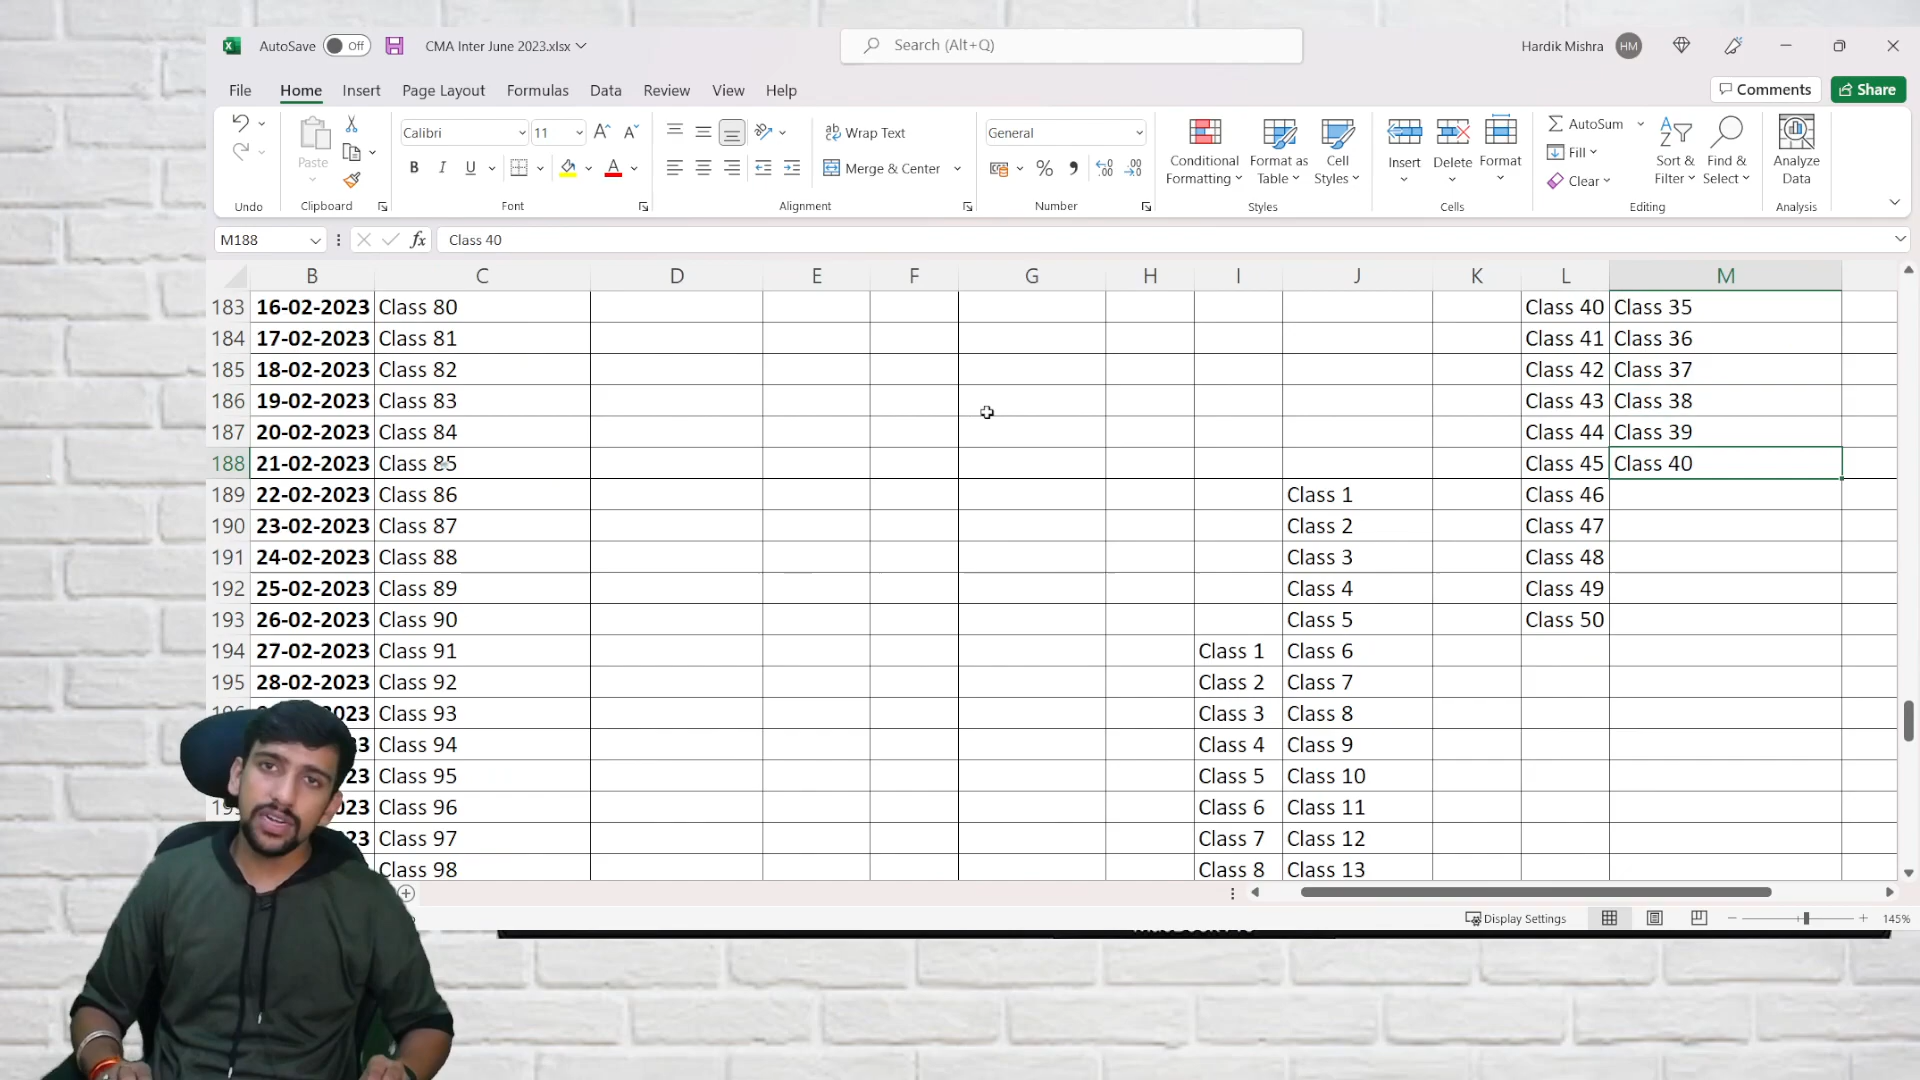 AutoSave Off CMA Inter June 2023.xlsx Search (Alt+Q) Hardik Mishra HM
File Home Insert Page Layout Formulas Data Review View Help Comments Share
Calibri 11 Wrap Text General AutoSum
Paste Conditional Formatting Format as Table Cell Styles Insert Delete Format Fill Sort & Filter Find & Select Analyze Data
B I U Merge & Center % Clear
Undo Clipboard Font Alignment Number Styles Cells Editing Analysis
M188 fx Class 40
B C D E F G H I J K L M
183 16-02-2023 Class 80 Class 40 Class 35
184 17-02-2023 Class 81 Class 41 Class 36
185 18-02-2023 Class 82 Class 42 Class 37
186 19-02-2023 Class 83 Class 43 Class 38
187 20-02-2023 Class 84 Class 44 Class 39
188 21-02-2023 Class 85 Class 45 Class 40
189 22-02-2023 Class 86 Class 1 Class 46
190 23-02-2023 Class 87 Class 2 Class 47
191 24-02-2023 Class 88 Class 3 Class 48
192 25-02-2023 Class 89 Class 4 Class 49
193 26-02-2023 Class 90 Class 5 Class 50
194 27-02-2023 Class 91 Class 1 Class 6
195 28-02-2023 Class 92 Class 2 Class 7
Class 93 Class 3 Class 8
Class 94 Class 4 Class 9
Class 95 Class 5 Class 10
Class 96 Class 6 Class 11
Class 97 Class 7 Class 12
Class 98 Class 8 Class 13
Display Settings 145%